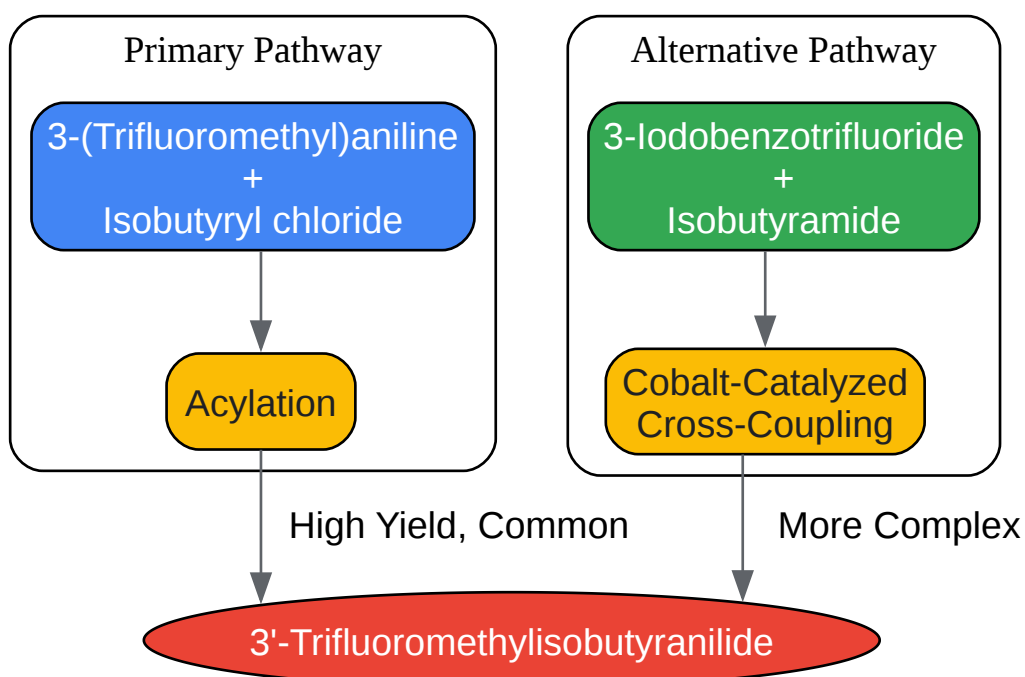 Primary Pathway
3-(Trifluoromethyl)aniline
+
Isobutyryl chloride
Acylation
High Yield, Common
Alternative Pathway
3-Iodobenzotrifluoride
+
Isobutyramide
Cobalt-Catalyzed
Cross-Coupling
More Complex
3'-Trifluoromethylisobutyranilide